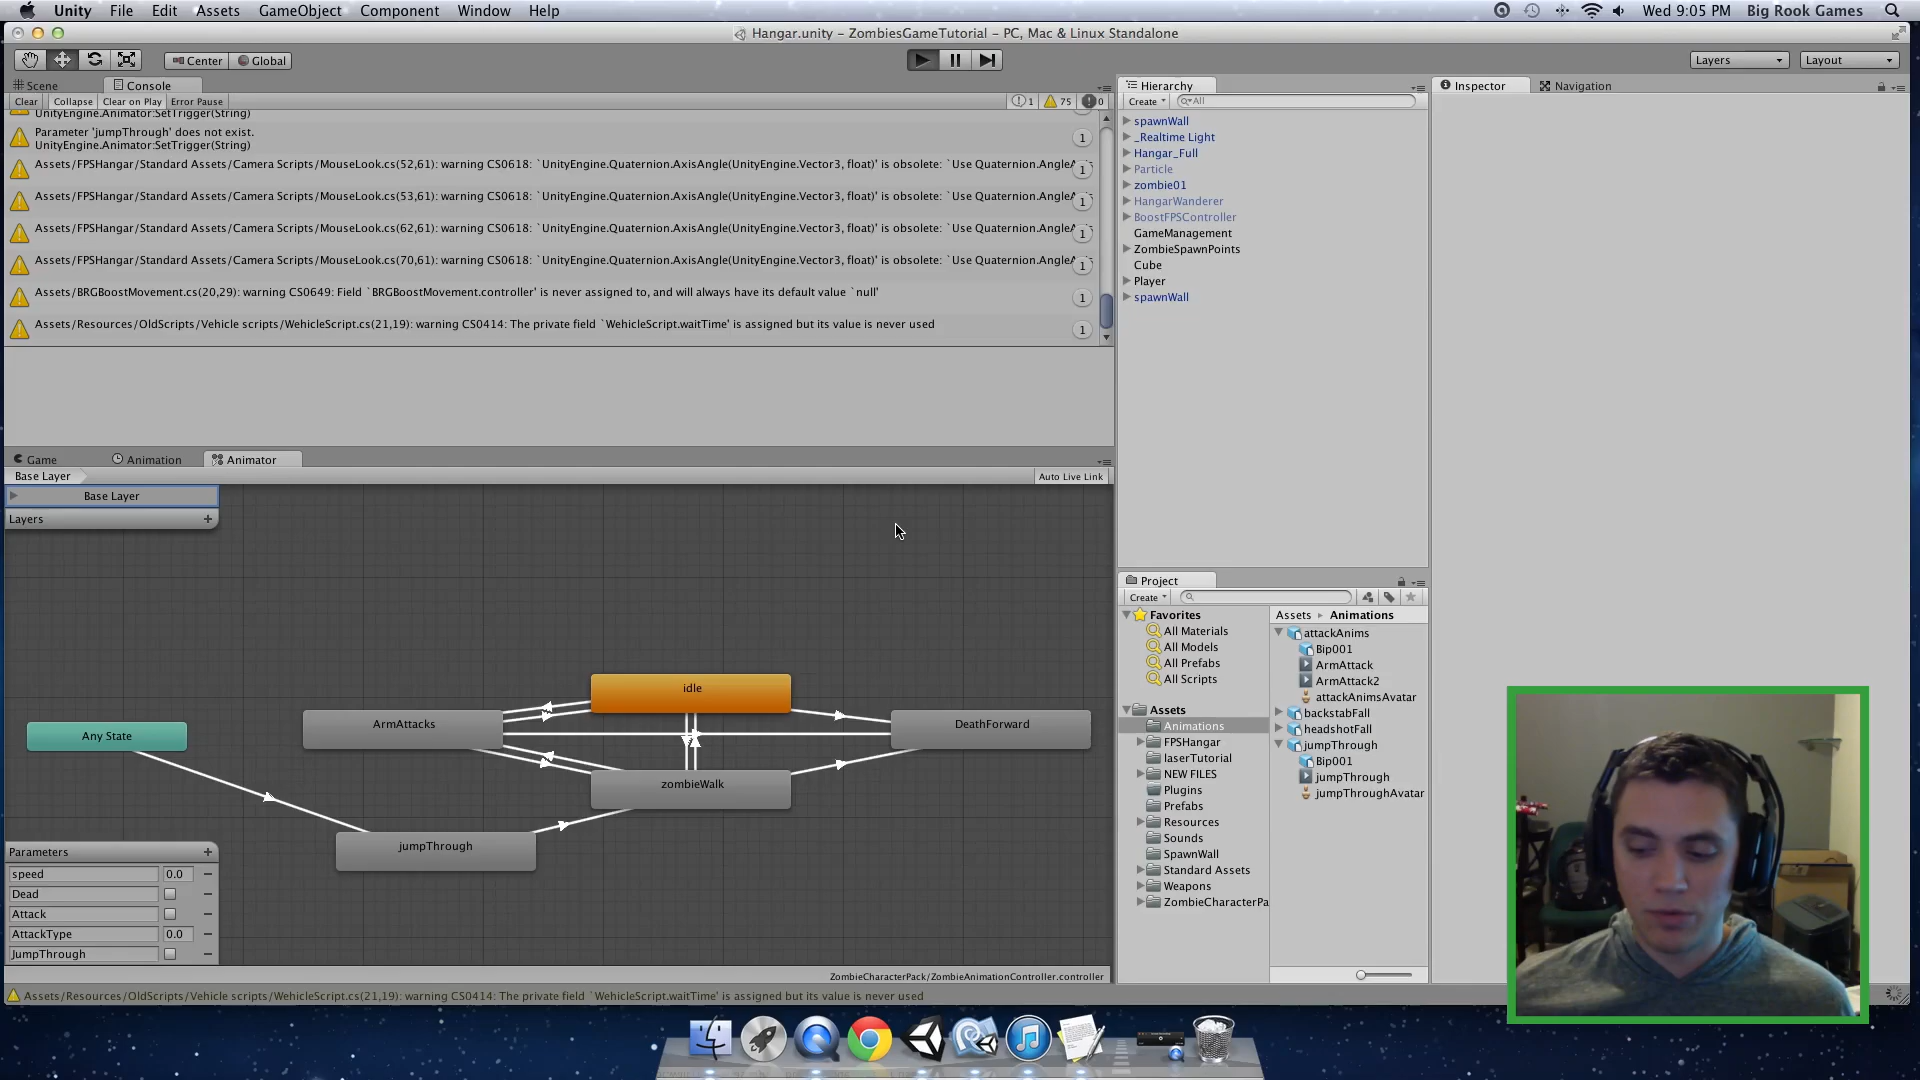 Unity File Edit Assets GameObject Component Window Help Wed 9:05 PM Big Rook Games
Hangar.unity – ZombiesGameTutorial – PC, Mac & Linux Standalone
Center Global Layers Layout
Scene Console
Clear Collapse Clear on Play Error Pause 1 75 0
UnityEngine.Animator:SetTrigger(String)
Parameter 'jumpThrough' does not exist.
UnityEngine.Animator:SetTrigger(String)
1
Assets/FPSHangar/Standard Assets/Camera Scripts/MouseLook.cs(52,61): warning CS0618: `UnityEngine.Quaternion.AxisAngle(UnityEngine.Vector3, float)' is obsolete: `Use Quaternion.AngleA
1
Assets/FPSHangar/Standard Assets/Camera Scripts/MouseLook.cs(53,61): warning CS0618: `UnityEngine.Quaternion.AxisAngle(UnityEngine.Vector3, float)' is obsolete: `Use Quaternion.AngleA
1
Assets/FPSHangar/Standard Assets/Camera Scripts/MouseLook.cs(62,61): warning CS0618: `UnityEngine.Quaternion.AxisAngle(UnityEngine.Vector3, float)' is obsolete: `Use Quaternion.AngleA
1
Assets/FPSHangar/Standard Assets/Camera Scripts/MouseLook.cs(70,61): warning CS0618: `UnityEngine.Quaternion.AxisAngle(UnityEngine.Vector3, float)' is obsolete: `Use Quaternion.AngleA
1
Assets/BRGBoostMovement.cs(20,29): warning CS0649: Field `BRGBoostMovement.controller' is never assigned to, and will always have its default value `null'
1
Assets/Resources/OldScripts/Vehicle scripts/WehicleScript.cs(21,19): warning CS0414: The private field `WehicleScript.waitTime' is assigned but its value is never used
1
Game Animation Animator
Base Layer Auto Live Link
Base Layer
Layers
idle
ArmAttacks
DeathForward
Any State
zombieWalk
jumpThrough
Parameters
speed 0.0
Dead
Attack
AttackType 0.0
JumpThrough
ZombieCharacterPack/ZombieAnimationController.controller
Assets/Resources/OldScripts/Vehicle scripts/WehicleScript.cs(21,19): warning CS0414: The private field `WehicleScript.waitTime' is assigned but its value is never used
Hierarchy
Create All
spawnWall
_Realtime Light
Hangar_Full
Particle
zombie01
HangarWanderer
BoostFPSController
GameManagement
ZombieSpawnPoints
Cube
Player
spawnWall
Project
Create
Favorites
All Materials
All Models
All Prefabs
All Scripts
Assets
Animations
FPSHangar
laserTutorial
NEW FILES
Plugins
Prefabs
Resources
Sounds
SpawnWall
Standard Assets
Weapons
ZombieCharacterPa
Assets Animations
attackAnims
Bip001
ArmAttack
ArmAttack2
attackAnimsAvatar
backstabFall
headshotFall
jumpThrough
Bip001
jumpThrough
jumpThroughAvatar
Inspector Navigation